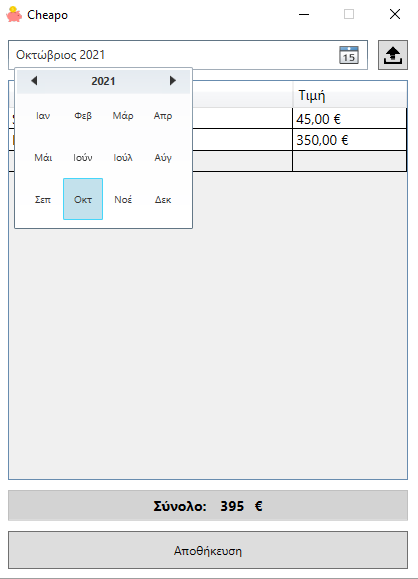 Cheapo
Οκτώβριος 2021
15
2021
Τιμή
Ιαν Φεβ Μάρ Απρ
45,00 €
350,00 €
Μάι Ιούν Ιούλ Αύγ
Σεπ Οκτ Νοέ Δεκ
Σύνολο: 395 €
Αποθήκευση